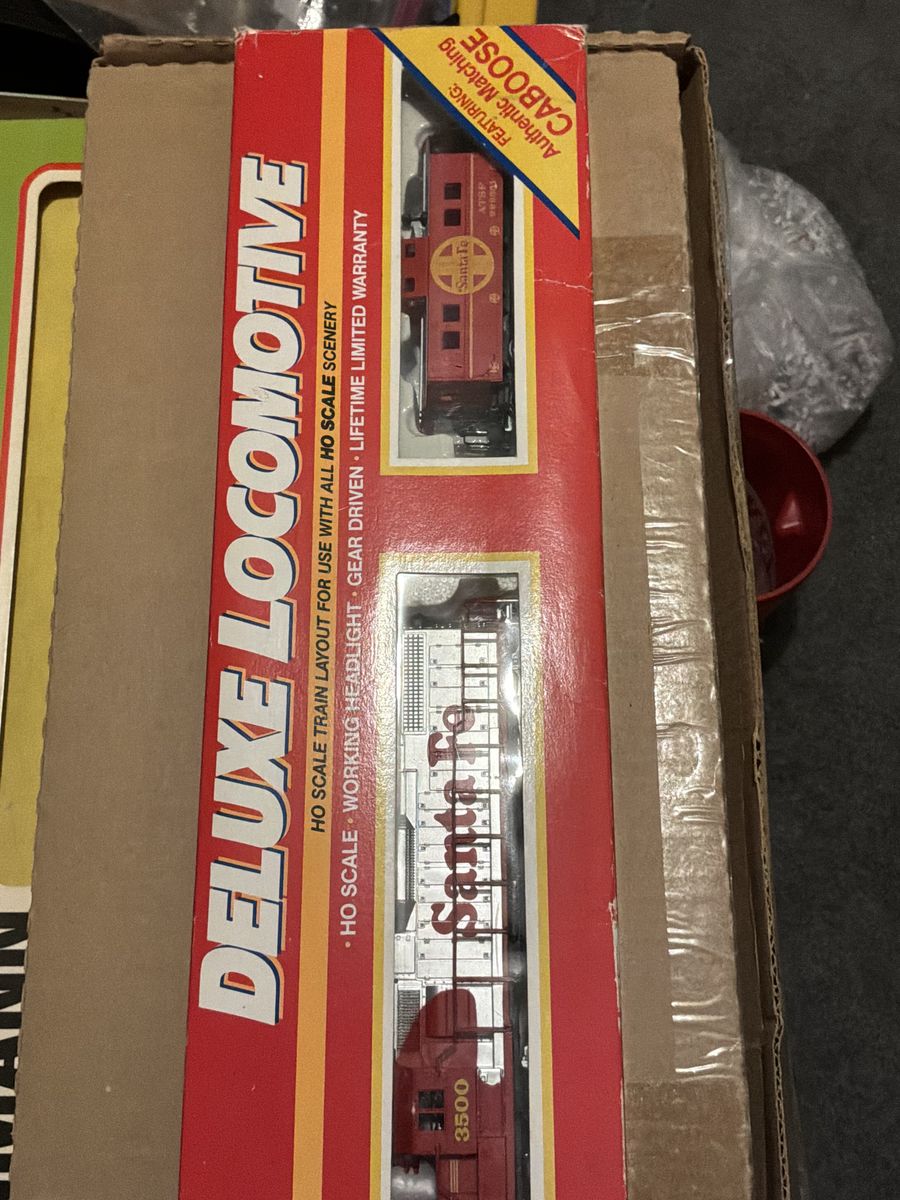 FEATURING:
Authentic Matching
CABOOSE
DELUXE LOCOMOTIVE
HO SCALE TRAIN LAYOUT FOR USE WITH ALL HO SCALE SCENERY
• HO SCALE • WORKING HEADLIGHT • GEAR DRIVEN • LIFETIME LIMITED WARRANTY
ATSF
Santa Fe
Santa Fe
3500
MANN